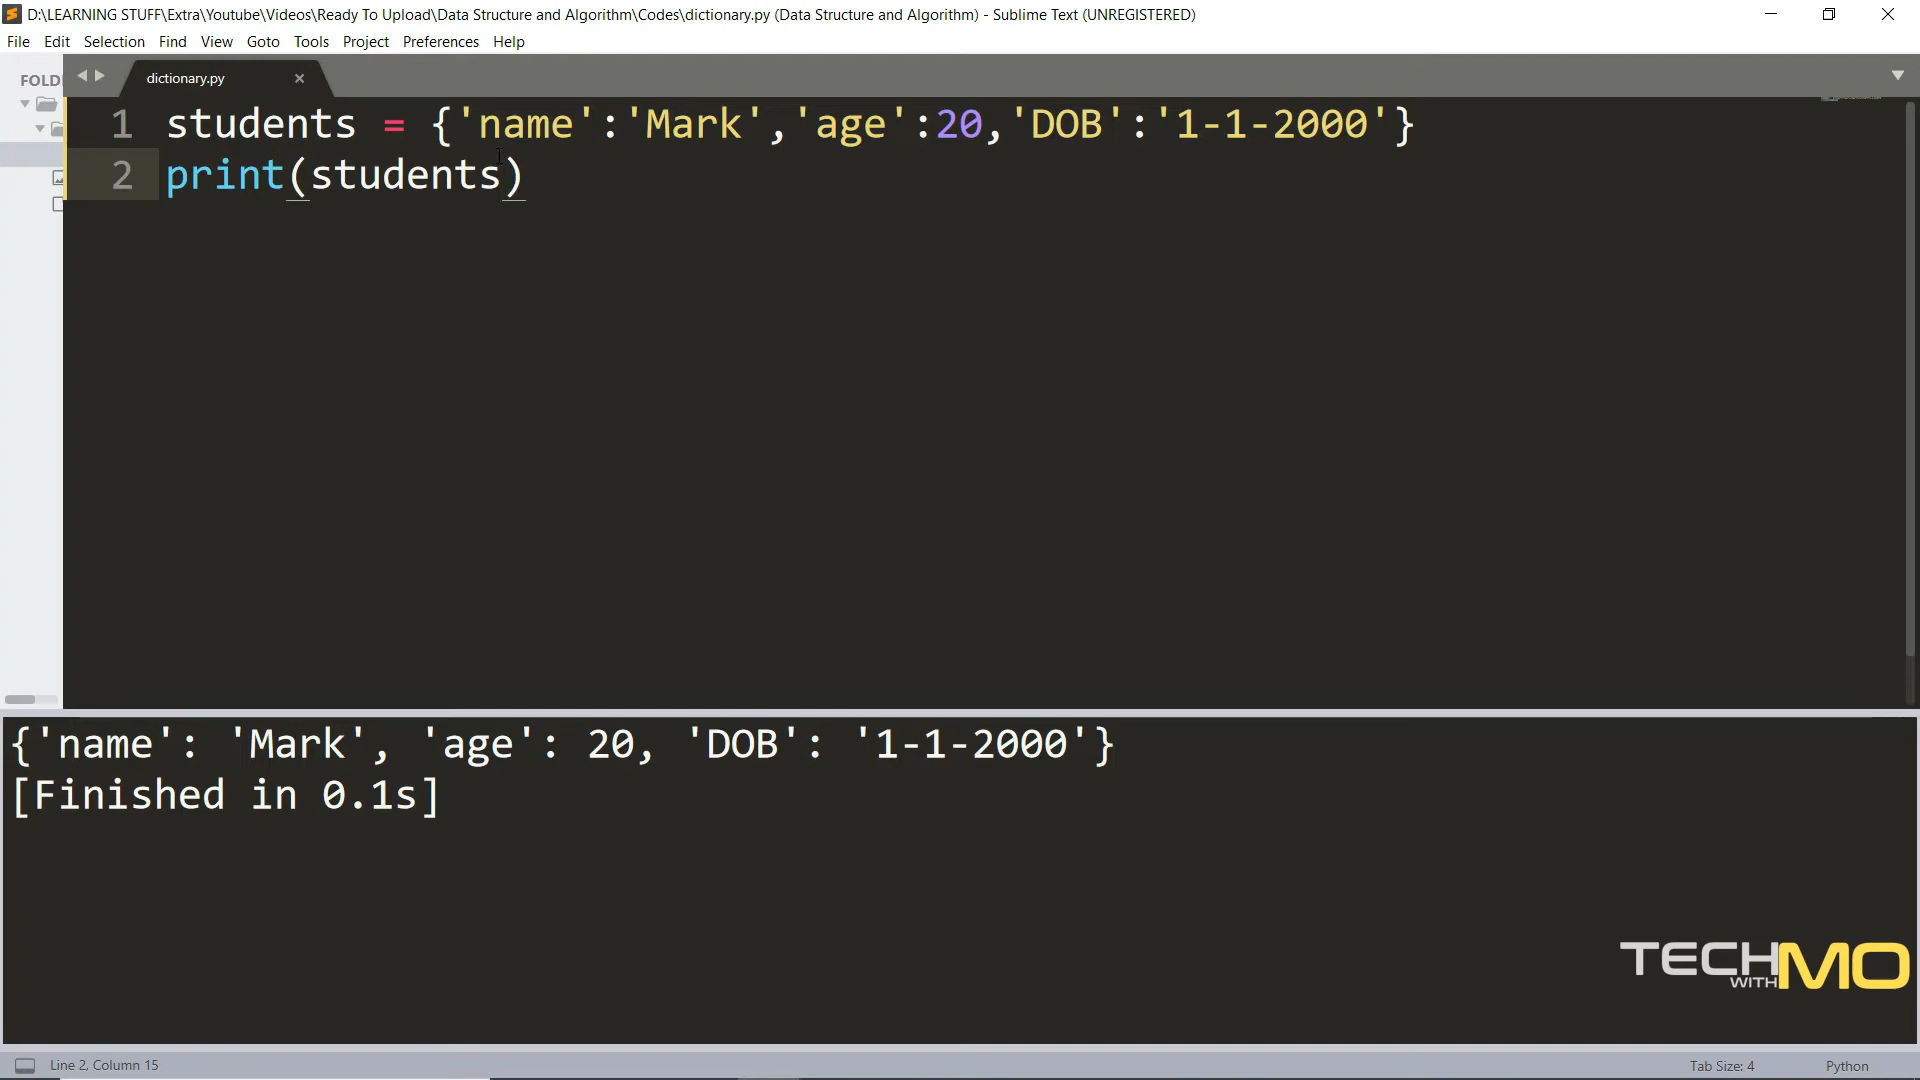 D:\LEARNING STUFF\Extra\Youtube\Videos\Ready To Upload\Data Structure and Algorithm\Codes\dictionary.py (Data Structure and Algorithm) - Sublime Text (UNREGISTERED)
File Edit Selection Find View Goto Tools Project Preferences Help
FOLD
dictionary.py
1 students = {'name':'Mark','age':20,'DOB':'1-1-2000'}
2 print(students)
{'name': 'Mark', 'age': 20, 'DOB': '1-1-2000'}
[Finished in 0.1s]
TECH WITH MO
Line 2, Column 15
Tab Size: 4
Python